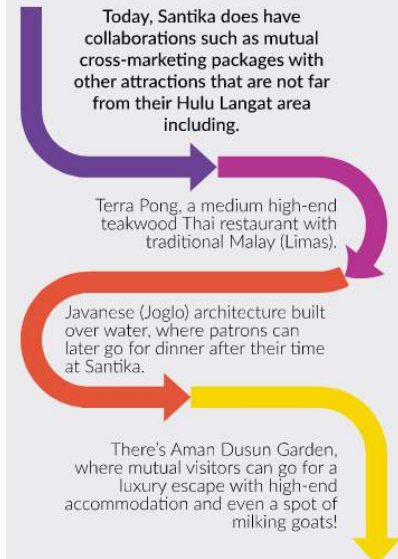 Today, Santika does have
collaborations such as mutual
cross-marketing packages with
other attractions that are not far
from their Hulu Langat area
including.
Terra Pong, a medium high-end
teakwood Thai restaurant with
traditional Malay (Limas).
Javanese (Joglo) architecture built
over water, where patrons can
later go for dinner after their time
at Santika.
There's Aman Dusun Garden,
where mutual visitors can go for a
luxury escape with high-end
accommodation and even a spot of
milking goats!